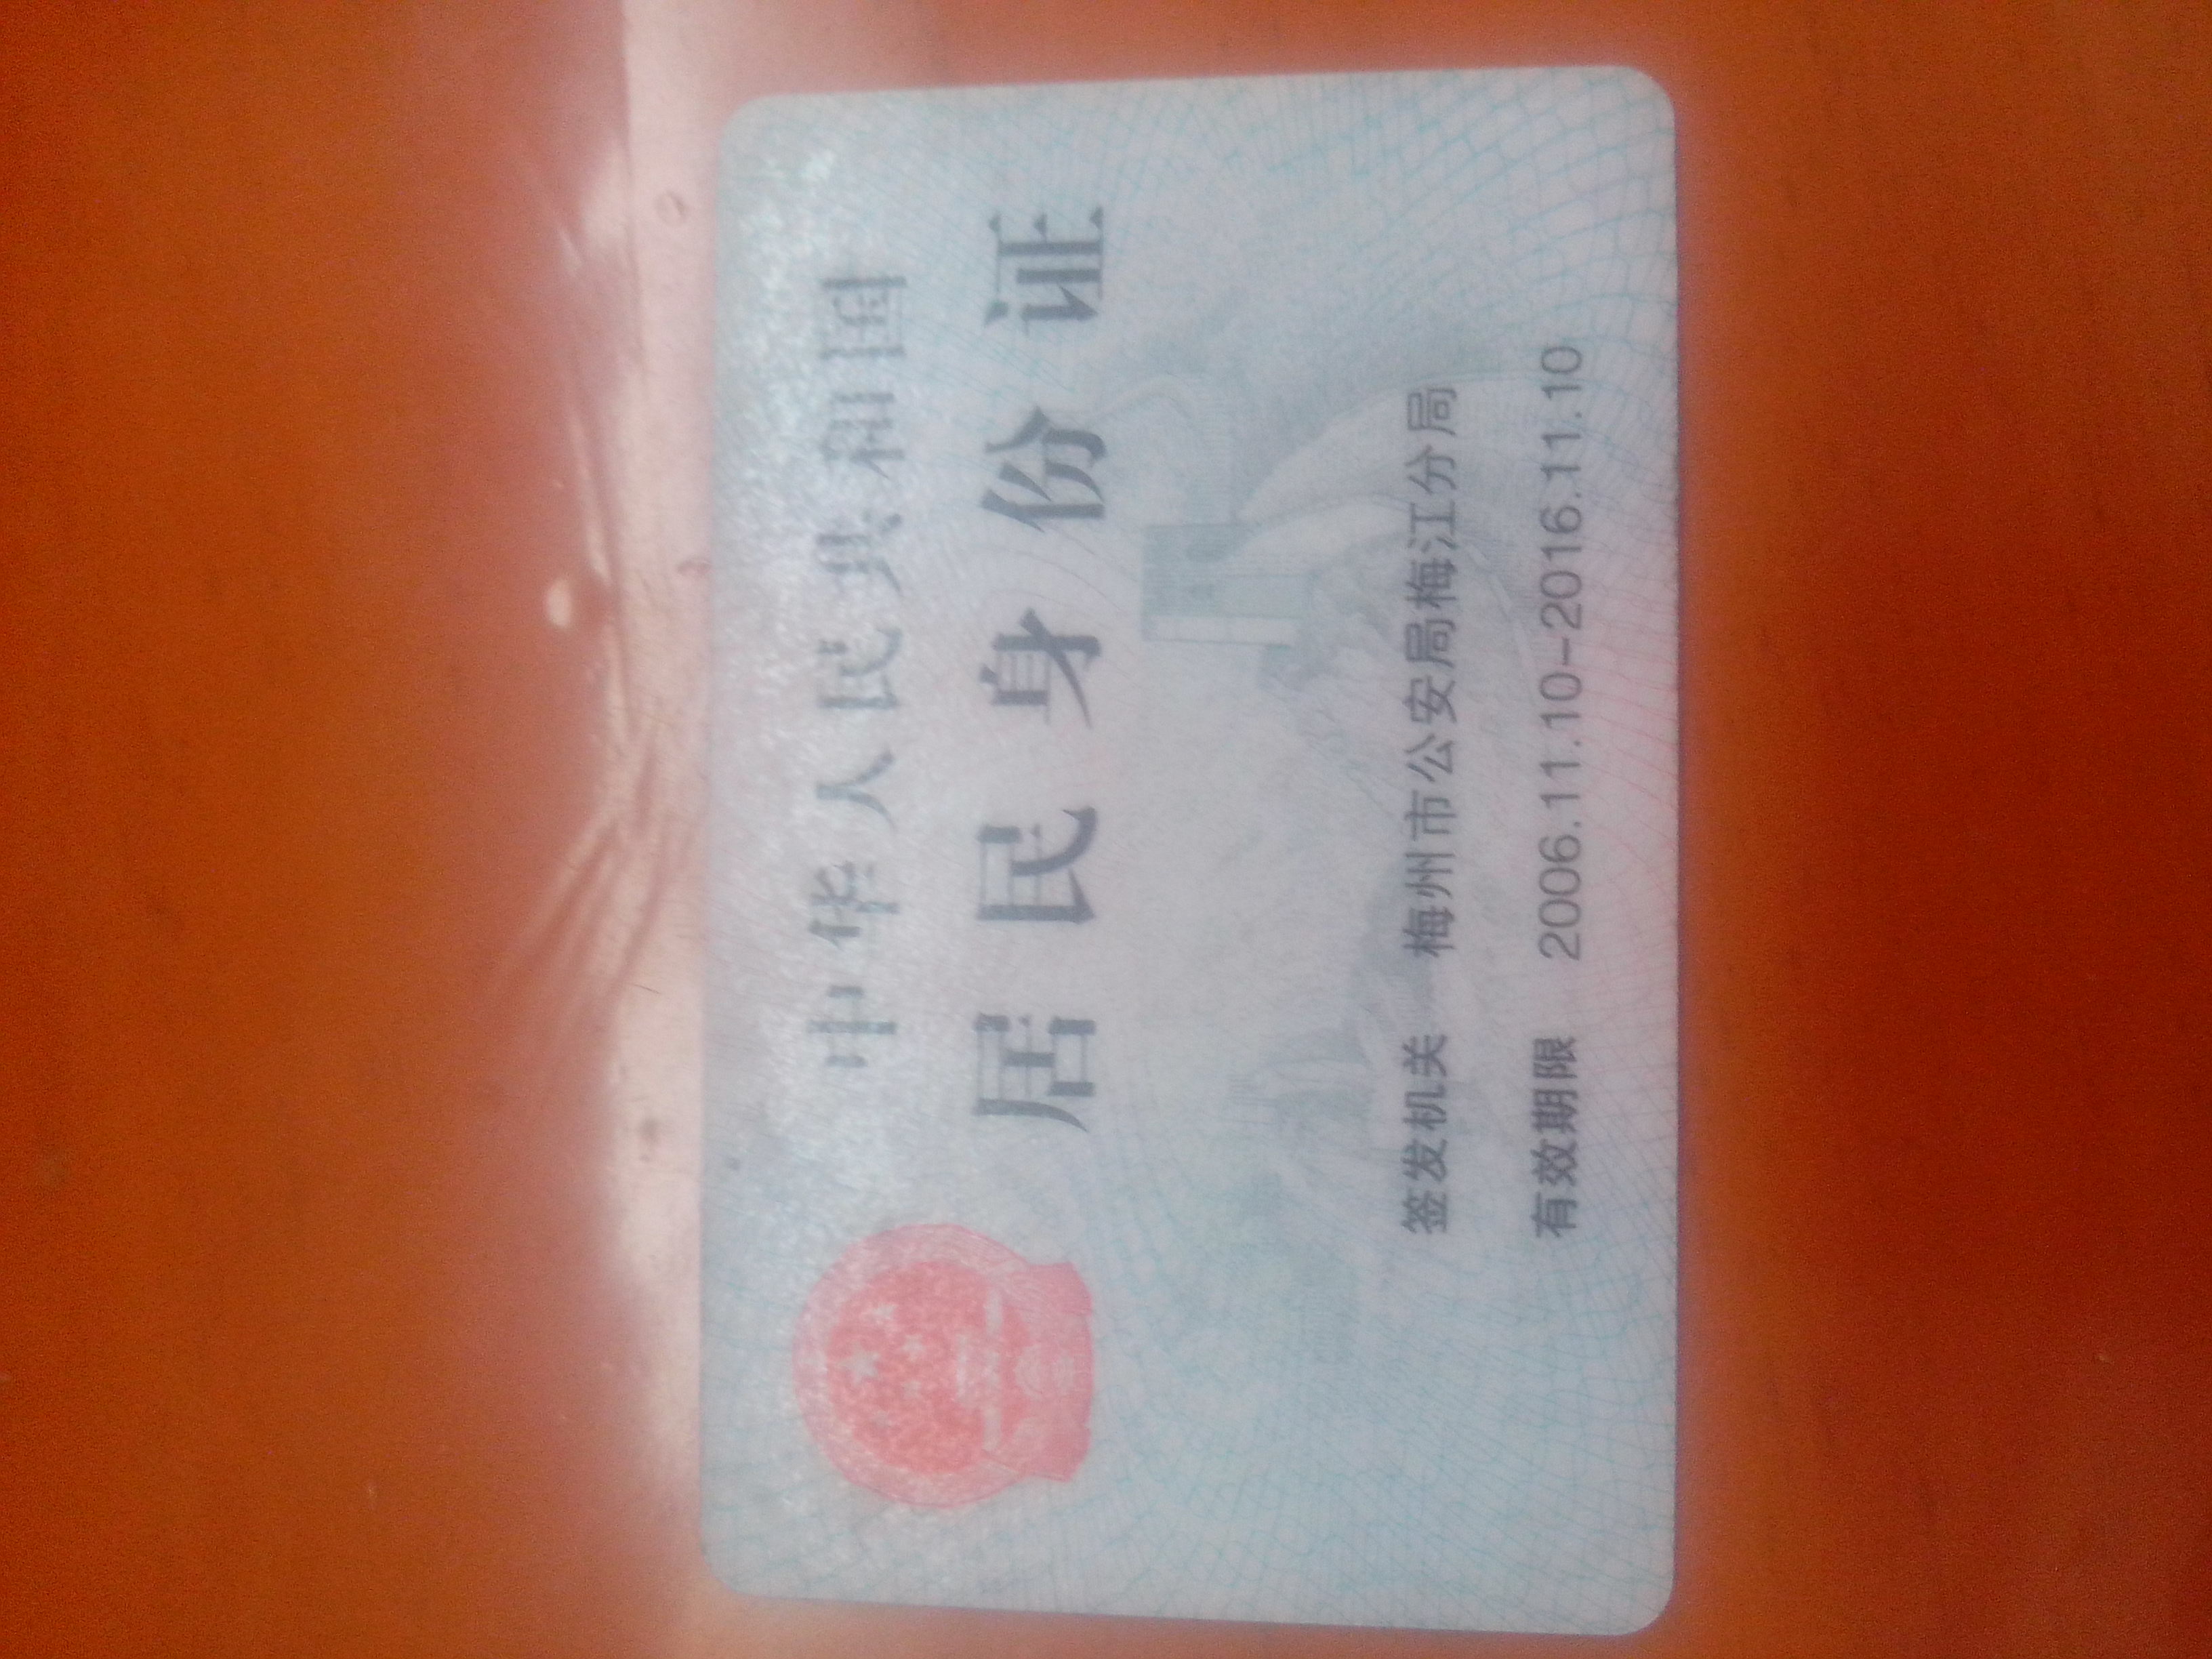 中华人民共和国
居民身份证
签发机关 梅州市公安局梅江分局
有效期限 2006.11.10-2016.11.10